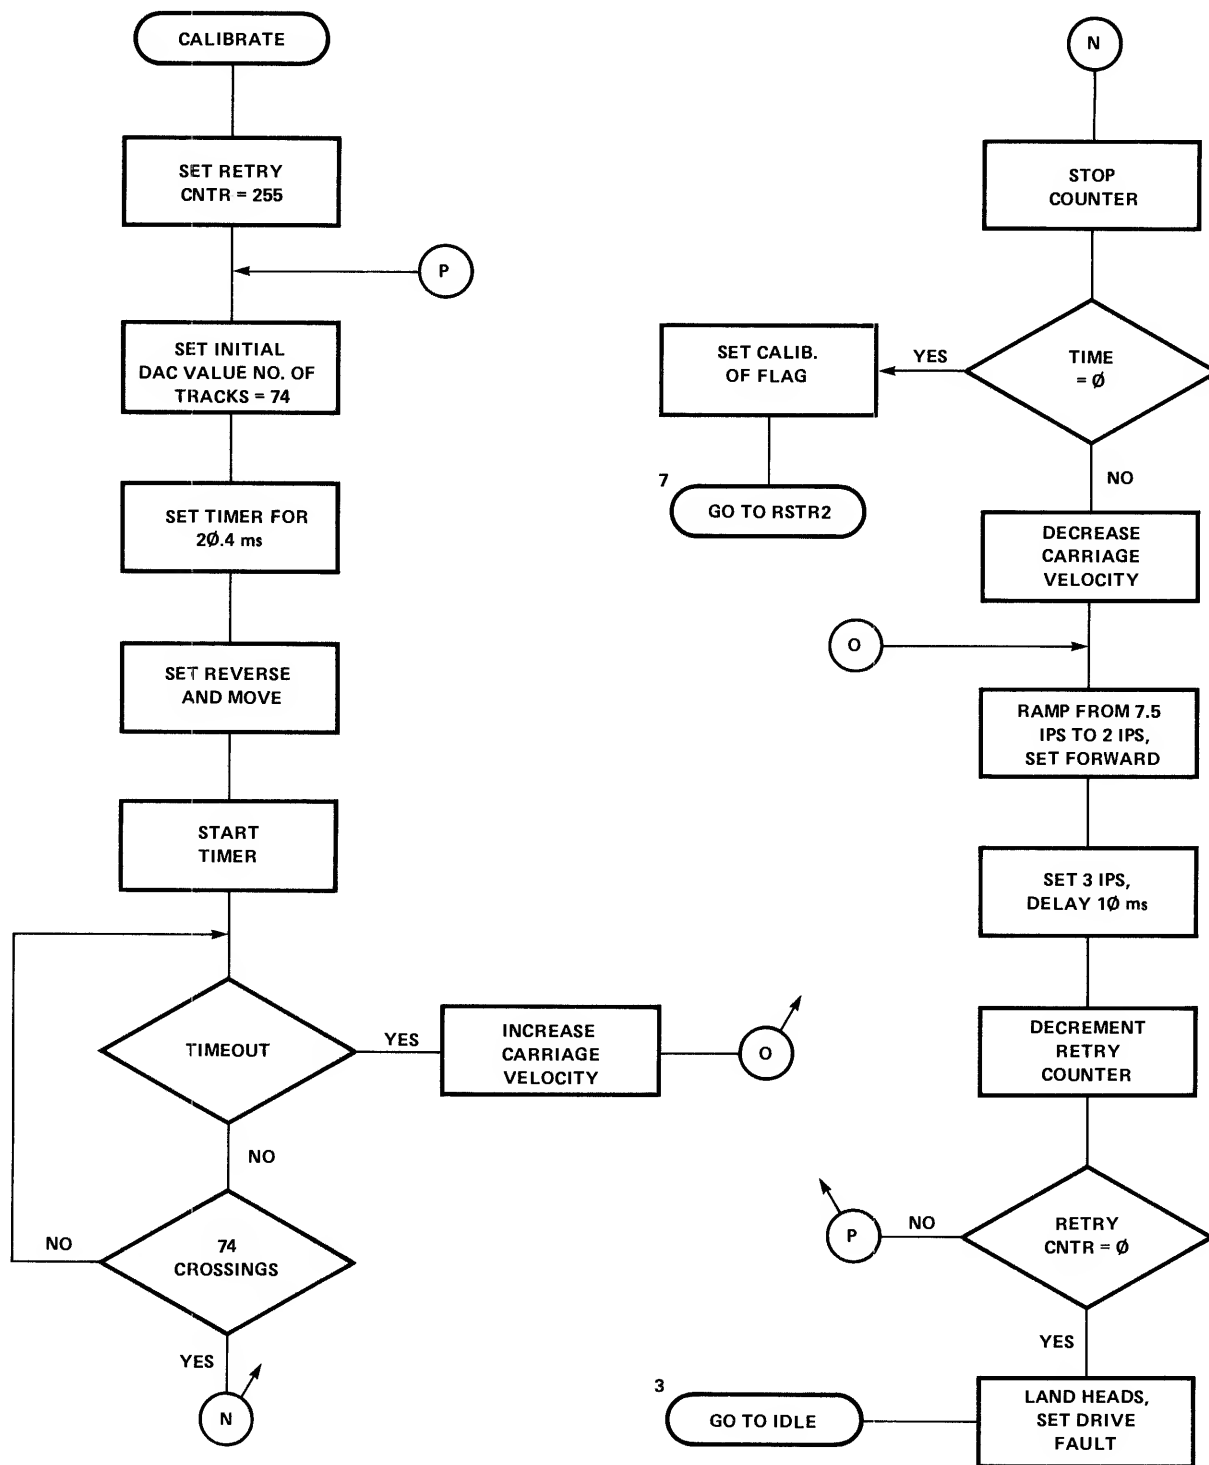 CALIBRATE
SET RETRY
CNTR = 255
P
SET INITIAL
DAC VALUE NO. OF
TRACKS = 74
SET TIMER FOR
2Ø.4 ms
SET REVERSE
AND MOVE
START
TIMER
TIMEOUT
YES
INCREASE
CARRIAGE
VELOCITY
O
NO
74
CROSSINGS
NO
YES
N
N
STOP
COUNTER
TIME
= Ø
YES
SET CALIB.
OF FLAG
7
GO TO RSTR2
NO
DECREASE
CARRIAGE
VELOCITY
O
RAMP FROM 7.5
IPS TO 2 IPS,
SET FORWARD
SET 3 IPS,
DELAY 1Ø ms
DECREMENT
RETRY
COUNTER
RETRY
CNTR = Ø
NO
P
YES
LAND HEADS,
SET DRIVE
FAULT
3
GO TO IDLE